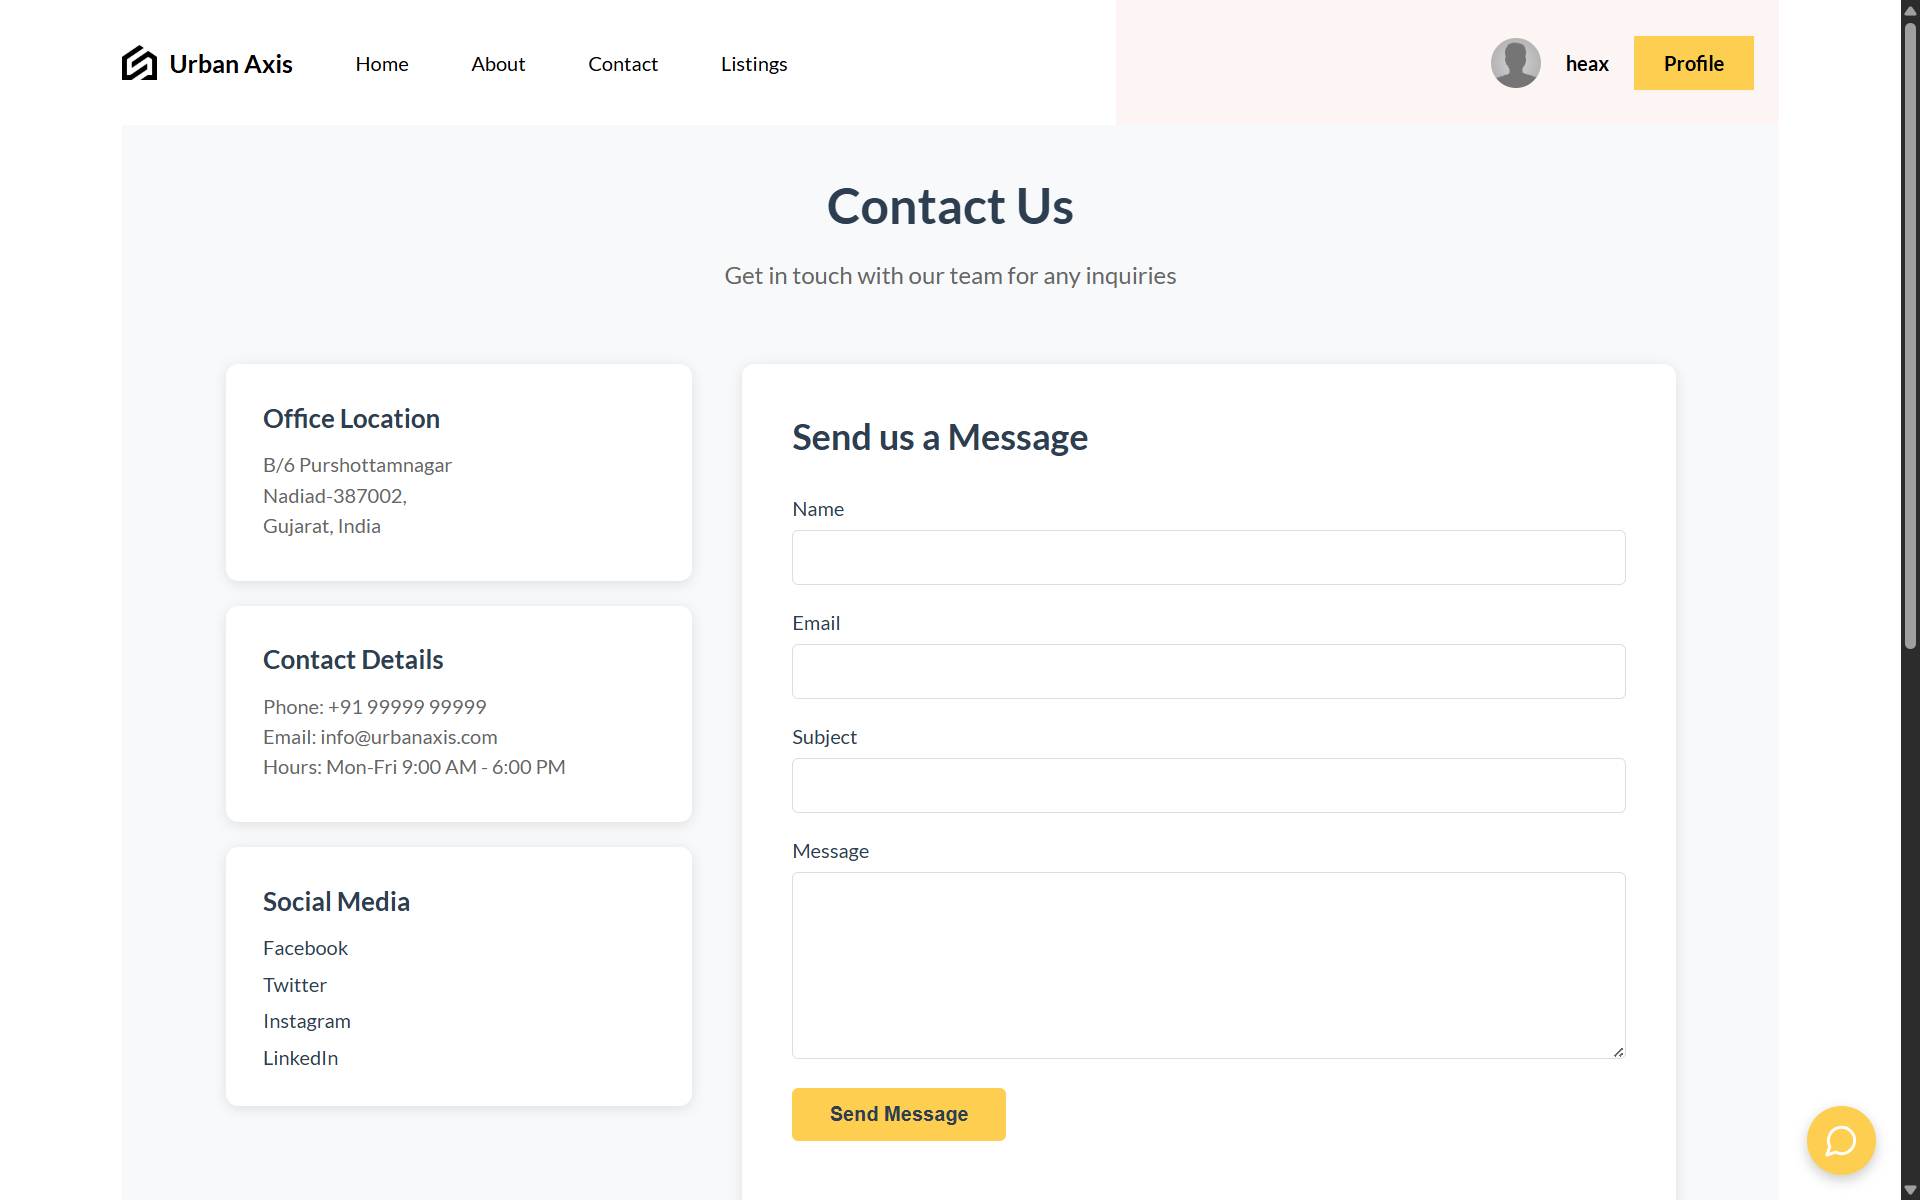 Urban Axis
Home
About
Contact
Listings
heax
Profile
Contact Us
Get in touch with our team for any inquiries
Office Location
B/6 Purshottamnagar
Nadiad-387002,
Gujarat, India
Contact Details
Phone: +91 99999 99999
Email: info@urbanaxis.com
Hours: Mon-Fri 9:00 AM - 6:00 PM
Social Media
Facebook
Twitter
Instagram
LinkedIn
Send us a Message
Name
Email
Subject
Message
Send Message